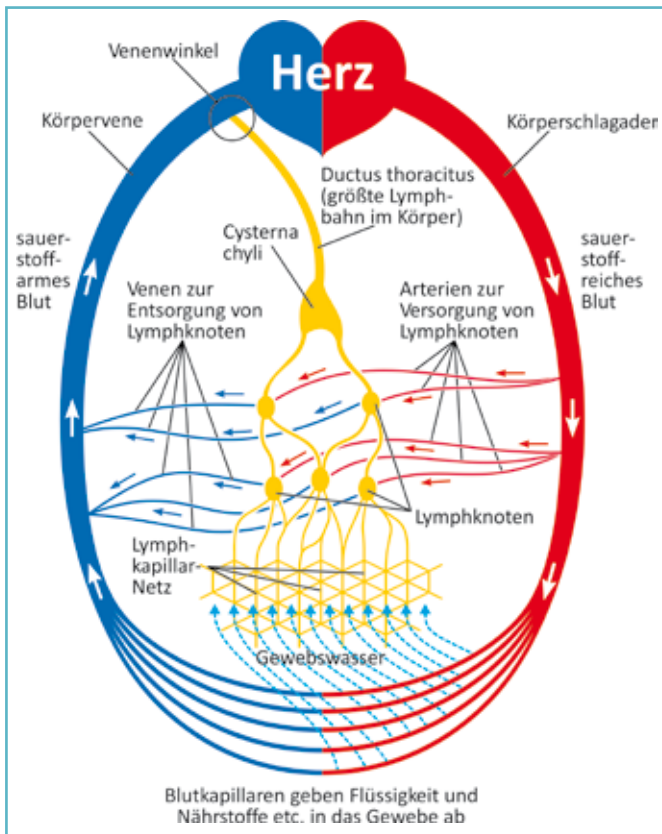 Venenwinkel
Herz
Körpervene
Körperschlagader
Ductus thoracitus
(größte Lymph-
bahn im Körper)
Cysterna
chyli
sauer-
stoff-
armes
Blut
sauer-
stoff-
reiches
Blut
Venen zur
Entsorgung von
Lymphknoten
Arterien zur
Versorgung von
Lymphknoten
Lymphknoten
Lymph-
kapillar-
Netz
Gewebswasser
Blutkapillaren geben Flüssigkeit und
Nährstoffe etc. in das Gewebe ab